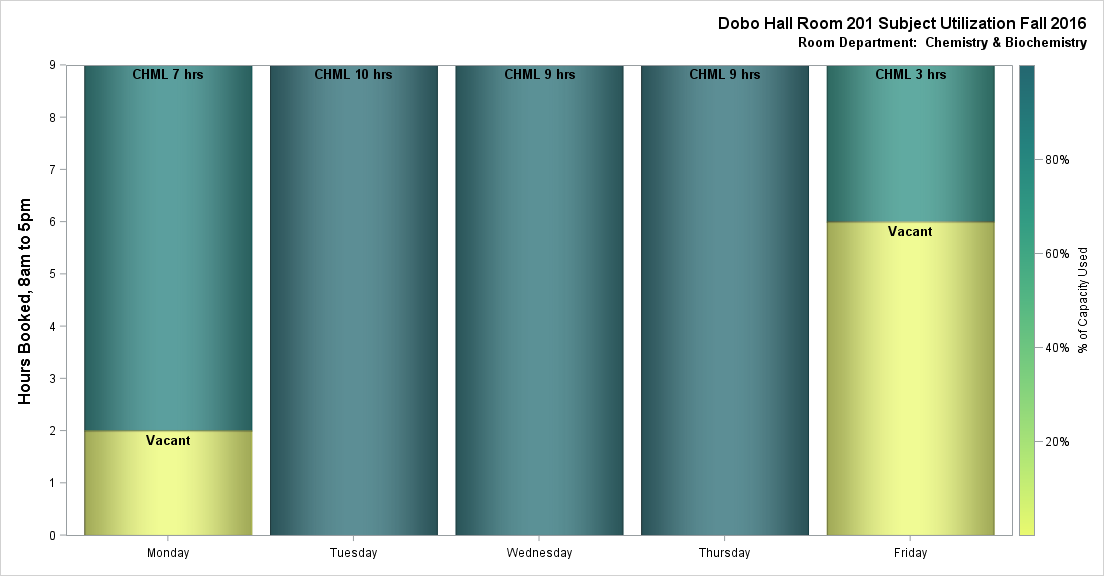 Dobo Hall Room 201 Subject Utilization Fall 2016
Room Department:  Chemistry & Biochemistry
Hours Booked, 8am to 5pm
9
8
7
6
5
4
3
2
1
0
CHML 7 hrs
CHML 10 hrs
CHML 9 hrs
CHML 9 hrs
CHML 3 hrs
Vacant
Vacant
Monday
Tuesday
Wednesday
Thursday
Friday
80%
60%
40%
20%
% of Capacity Used